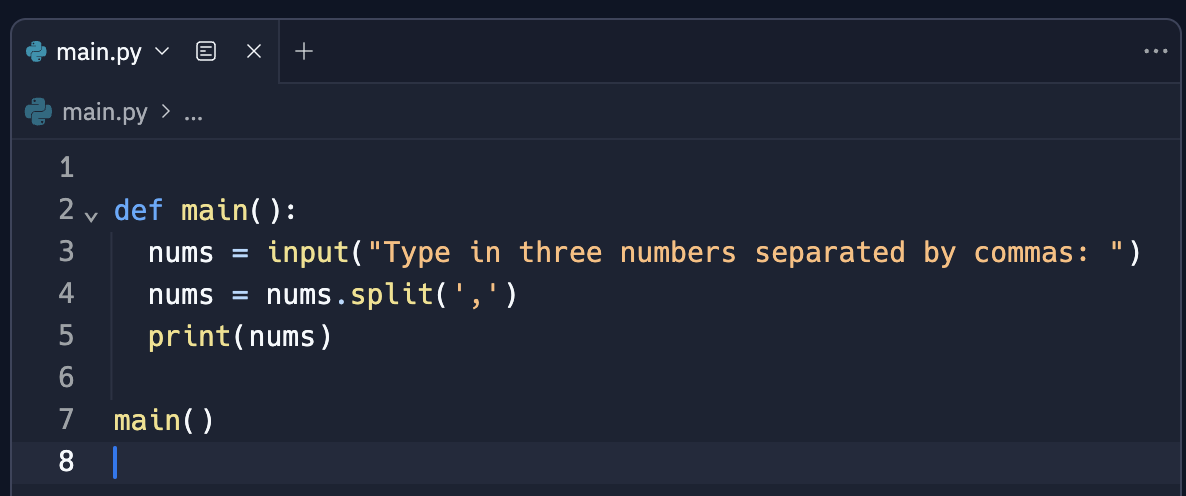 main.py
main.py > ...
1
2 def main():
3   nums = input("Type in three numbers separated by commas: ")
4   nums = nums.split(',')
5   print(nums)
6
7 main()
8